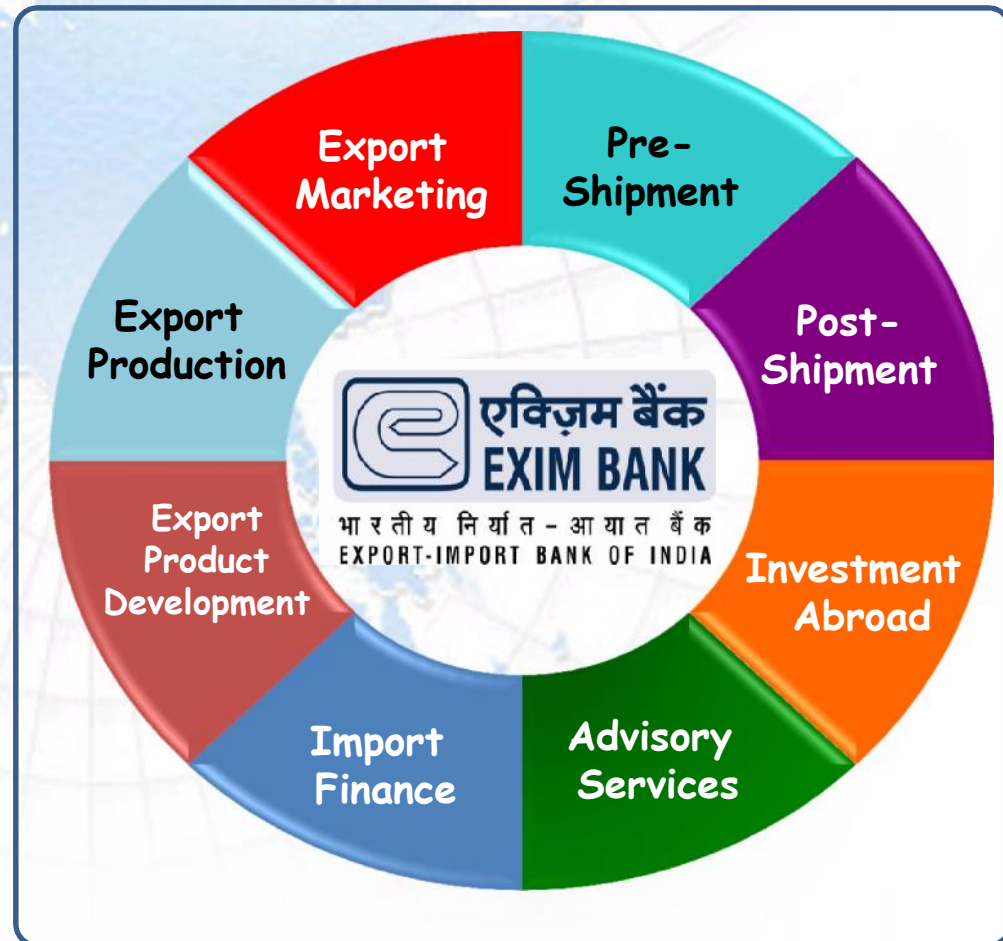 Export
Marketing
Pre-
Shipment
Post-
Shipment
Investment
Abroad
Advisory
Services
Import
Finance
Export
Product
Development
Export
Production
एक्ज़िम बैंक
EXIM BANK
भारतीय निर्यात - आयात बैंक
EXPORT-IMPORT BANK OF INDIA